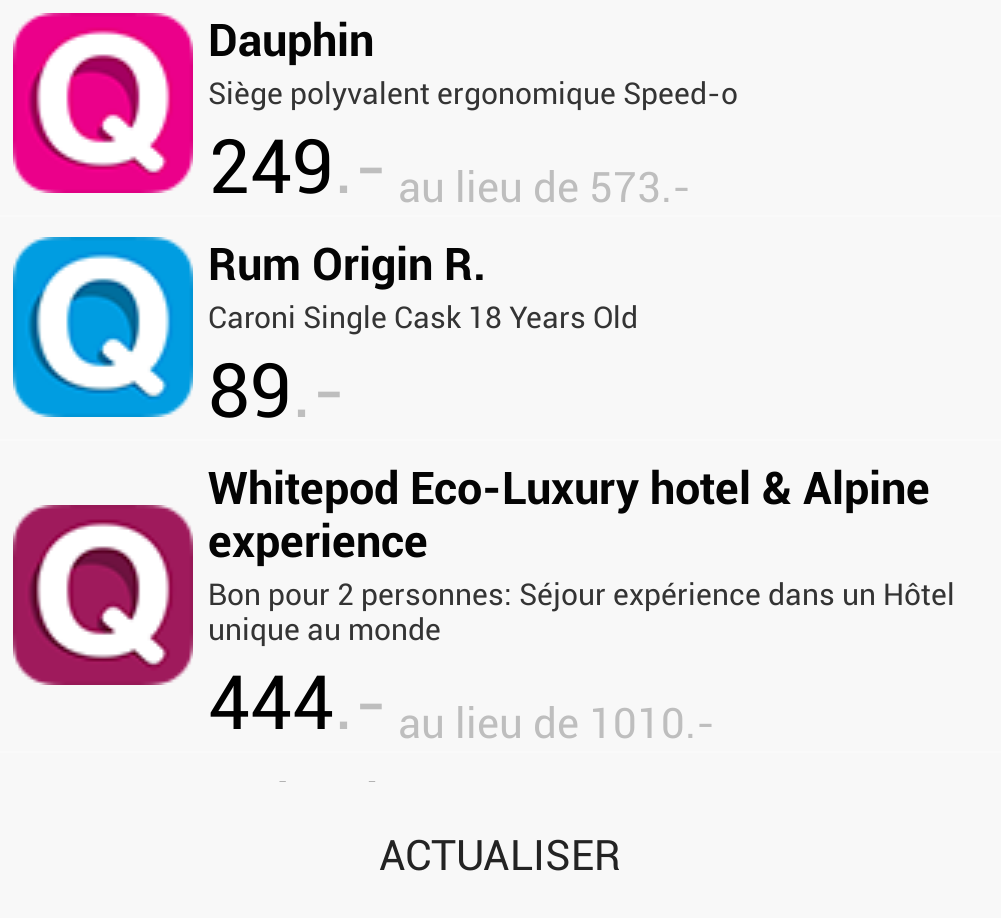 Q
Dauphin
Siège polyvalent ergonomique Speed-o
249.– au lieu de 573.-
Q
Rum Origin R.
Caroni Single Cask 18 Years Old
89.–
Q
Whitepod Eco-Luxury hotel & Alpine
experience
Bon pour 2 personnes: Séjour expérience dans un Hôtel
unique au monde
444.– au lieu de 1010.-
ACTUALISER